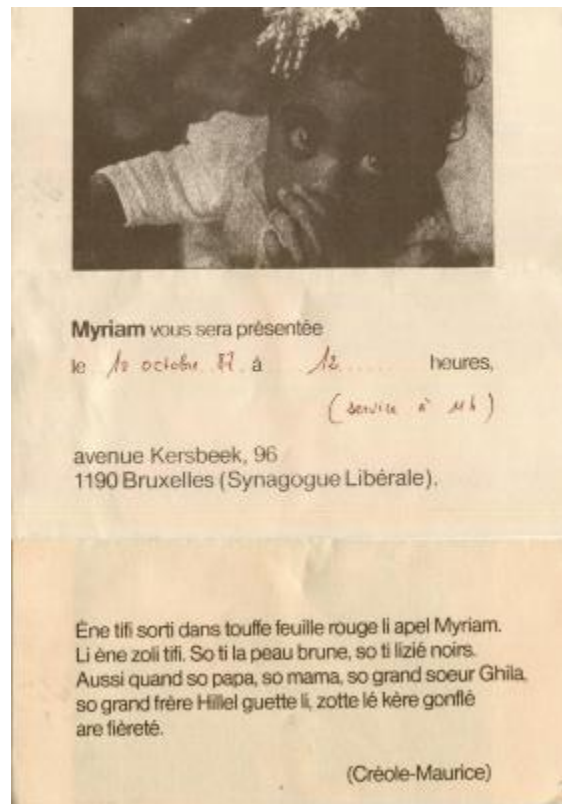 Myriam vous sera présentée
le 10 octobre 87 à 12 heures,
(service à 11h)
avenue Kersbeek, 96
1190 Bruxelles (Synagogue Libérale).
Ène tifi sorti dans touffe feuille rouge li apel Myriam.
Li ène zoli tifi. So ti la peau brune, so ti lizié noirs.
Aussi quand so papa, so mama, so grand soeur Ghila,
so grand frère Hillel guette li, zotte lé kère gonflé
are fièreté.
(Créole-Maurice)